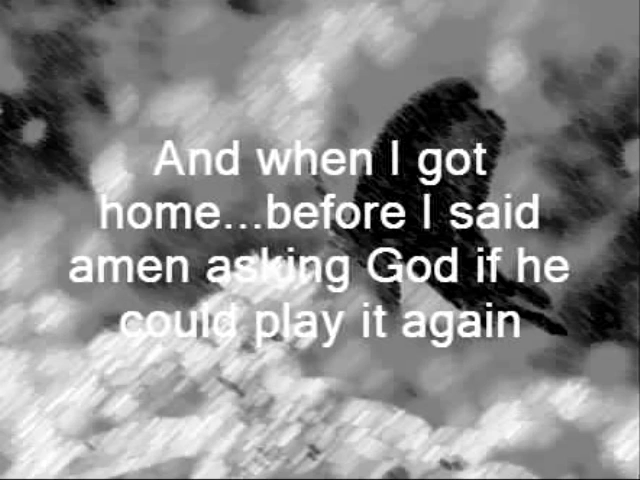 And when I got
home...before I said
amen asking God if he
could play it again